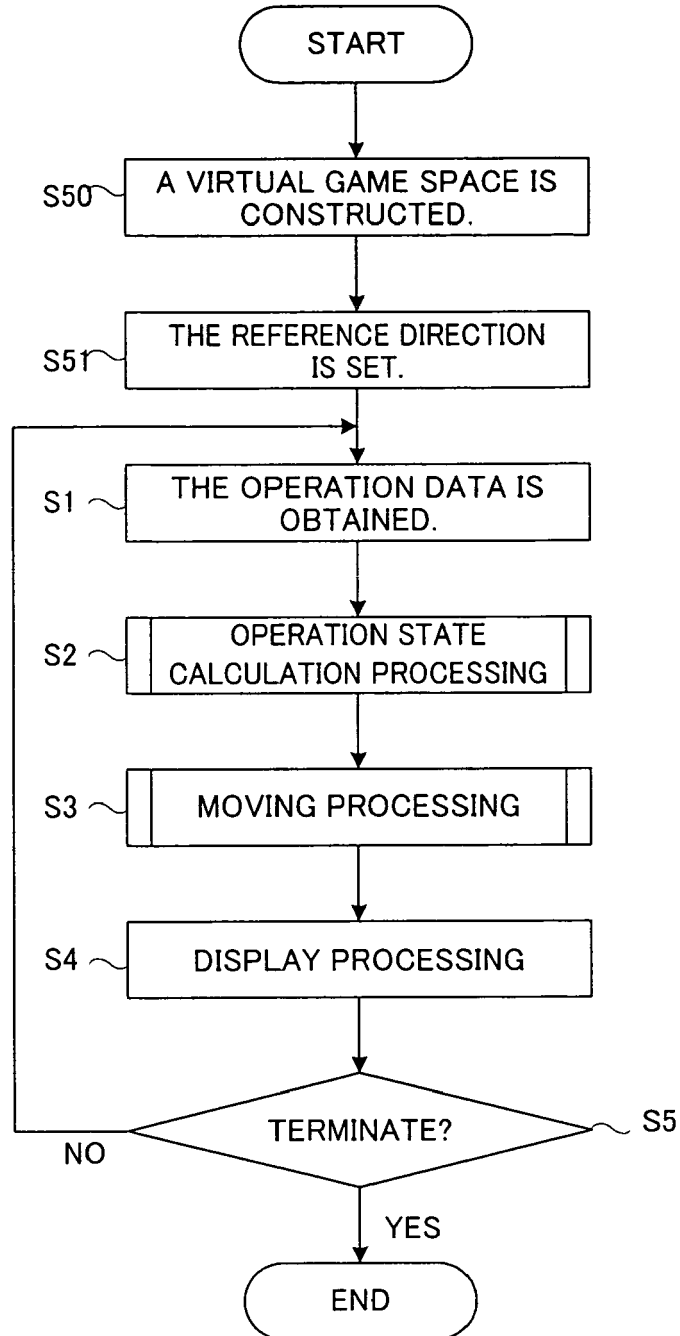 START
S50
A VIRTUAL GAME SPACE IS
CONSTRUCTED.
S51
THE REFERENCE DIRECTION
IS SET.
S1
THE OPERATION DATA IS
OBTAINED.
S2
OPERATION STATE
CALCULATION PROCESSING
S3
MOVING PROCESSING
S4
DISPLAY PROCESSING
TERMINATE?
S5
NO
YES
END